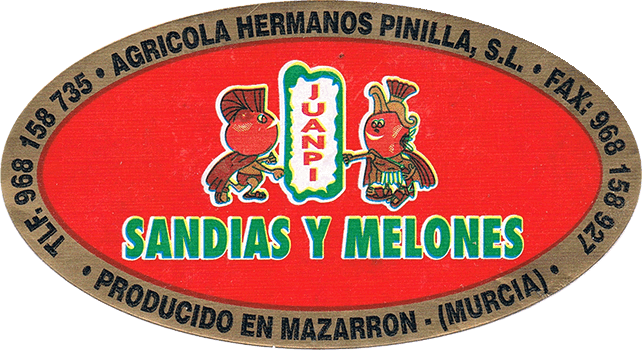 TLF: 968 158 735 • AGRICOLA HERMANOS PINILLA, S.L. • FAX: 968 158 927
JUANPI
SANDIAS Y MELONES
• PRODUCIDO EN MAZARRON - (MURCIA) •